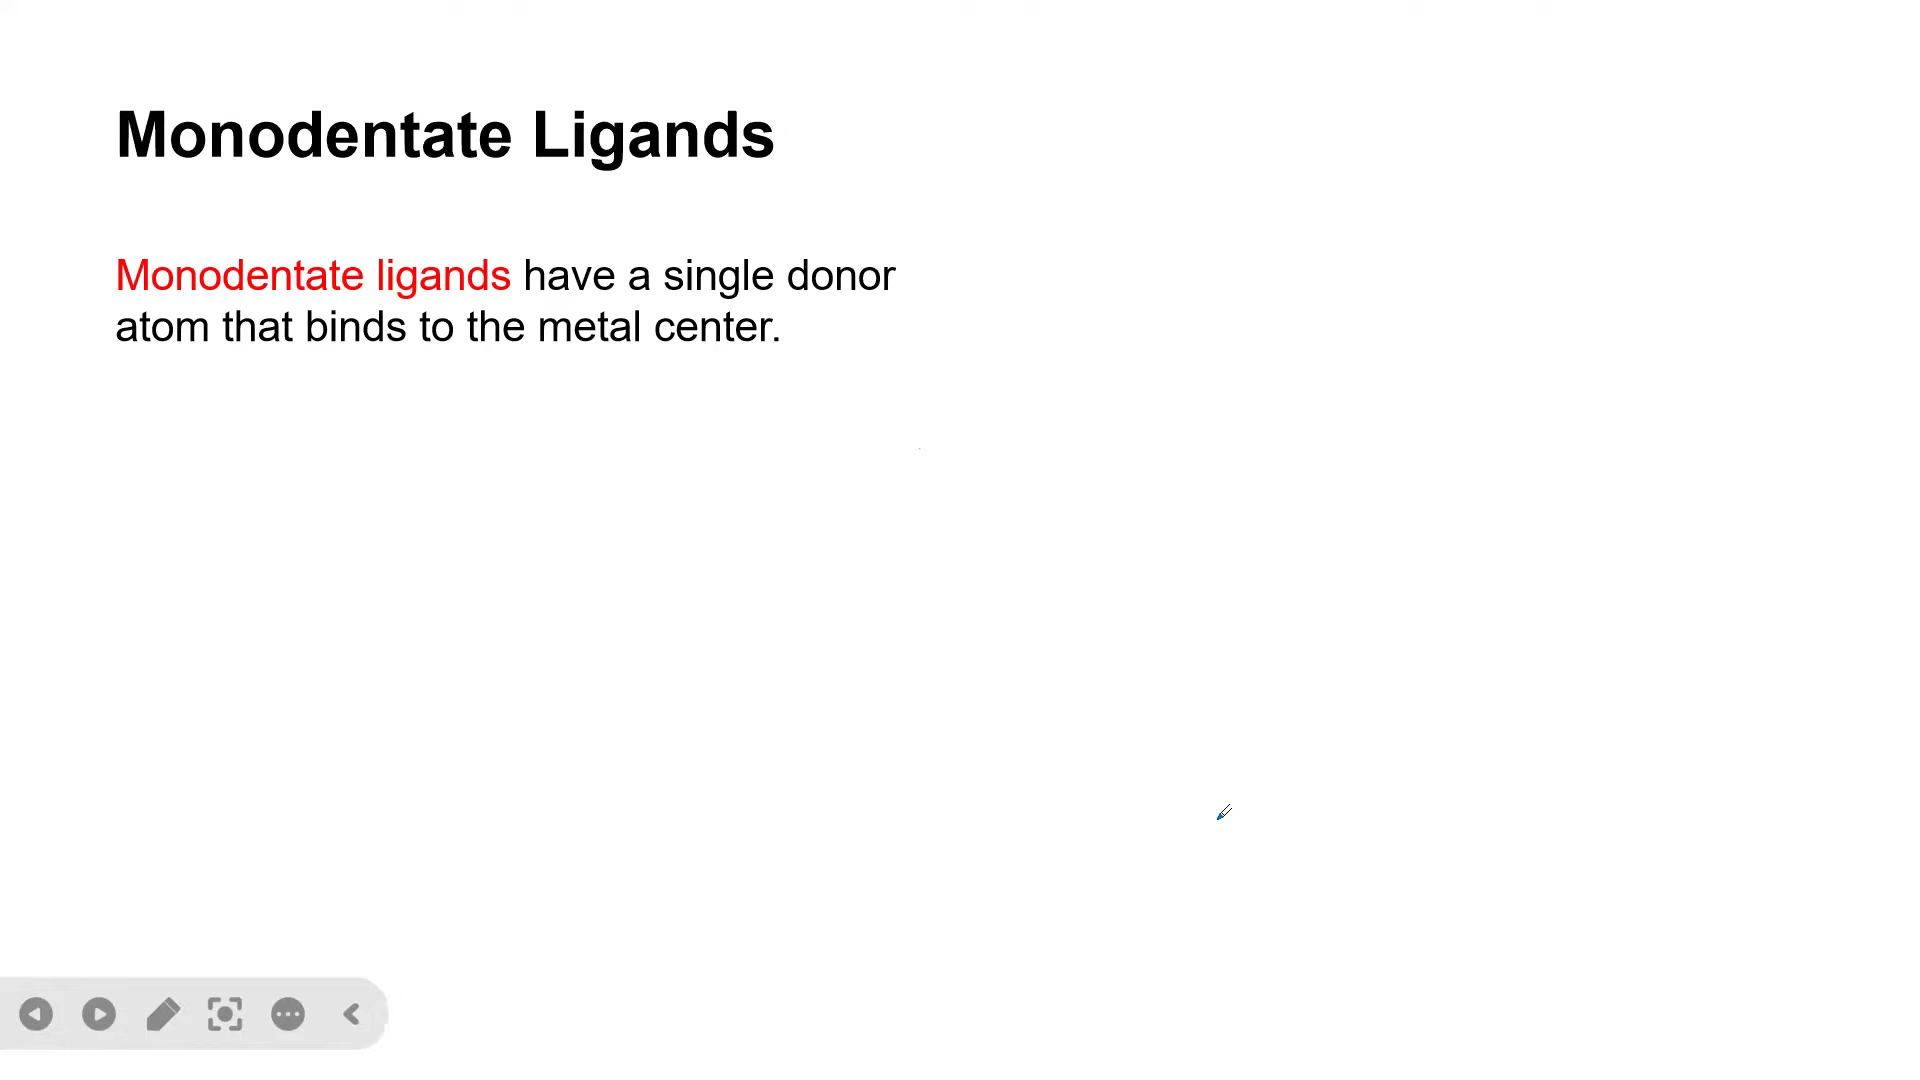 Monodentate Ligands
Monodentate ligands have a single donor
atom that binds to the metal center.